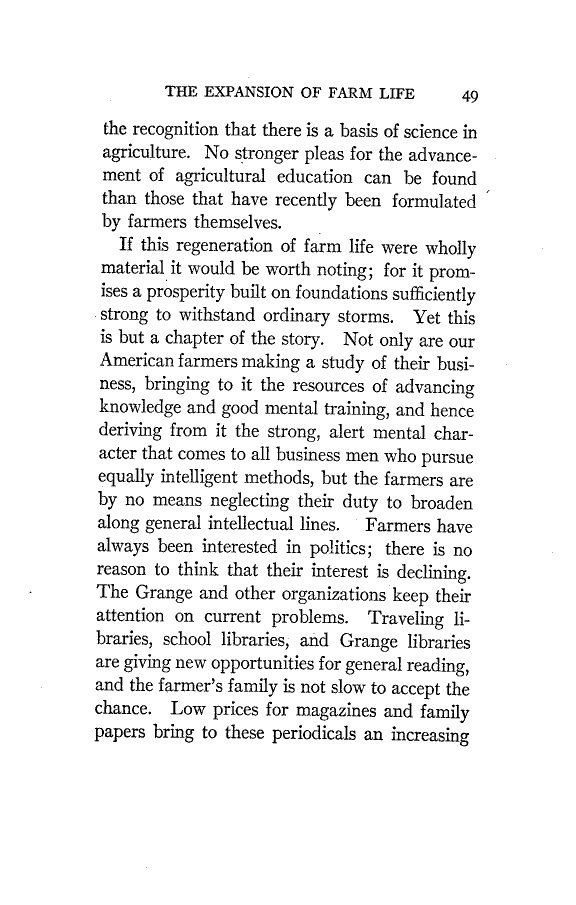 THE EXPANSION OF FARM LIFE 49
the recognition that there is a basis of science in
agriculture. No stronger pleas for the advance-
ment of agricultural education can be found
than those that have recently been formulated
by farmers themselves.
If this regeneration of farm life were wholly
material it would be worth noting; for it prom-
ises a prosperity built on foundations sufficiently
strong to withstand ordinary storms. Yet this
is but a chapter of the story. Not only are our
American farmers making a study of their busi-
ness, bringing to it the resources of advancing
knowledge and good mental training, and hence
deriving from it the strong, alert mental char-
acter that comes to all business men who pursue
equally intelligent methods, but the farmers are
by no means neglecting their duty to broaden
along general intellectual lines. Farmers have
always been interested in politics; there is no
reason to think that their interest is declining.
The Grange and other organizations keep their
attention on current problems. Traveling li-
braries, school libraries, and Grange libraries
are giving new opportunities for general reading,
and the farmer's family is not slow to accept the
chance. Low prices for magazines and family
papers bring to these periodicals an increasing